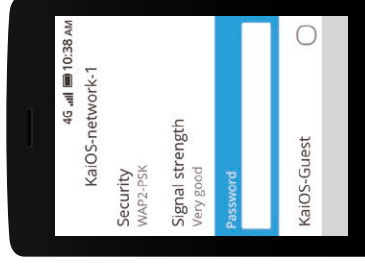 4G 10:38 AM
KaiOS-network-1
Security
WAP2-PSK
Signal strength
Very good
Password
KaiOS-Guest